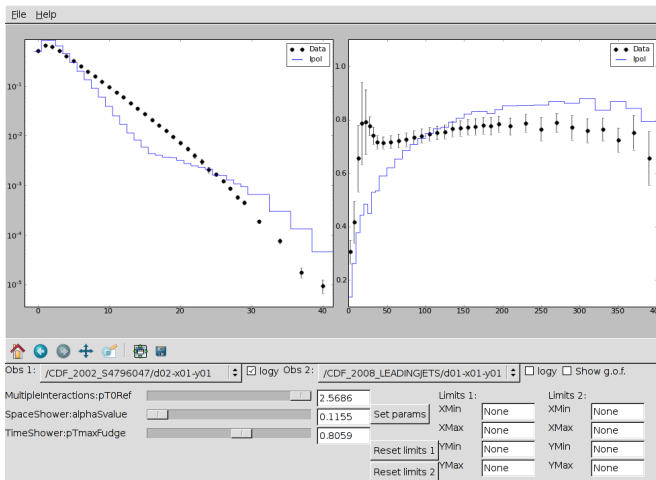 File Help
Data
Ipol
10^-1
10^-2
10^-3
10^-4
10^-5
0 10 20 30 40
Data
Ipol
1.0
0.8
0.6
0.4
0.2
0 50 100 150 200 250 300 350 40
Obs 1: /CDF_2002_S4796047/d02-x01-y01 logy Obs 2: /CDF_2008_LEADINGJETS/d01-x01-y01 logy Show g.o.f.
MultipleInteractions:pT0Ref 2.5686
SpaceShower:alphaSvalue 0.1155
TimeShower:pTmaxFudge 0.8059
Set params
Reset limits 1
Reset limits 2
Limits 1:
XMin None
XMax None
YMin None
YMax None
Limits 2:
XMin None
XMax None
YMin None
YMax None